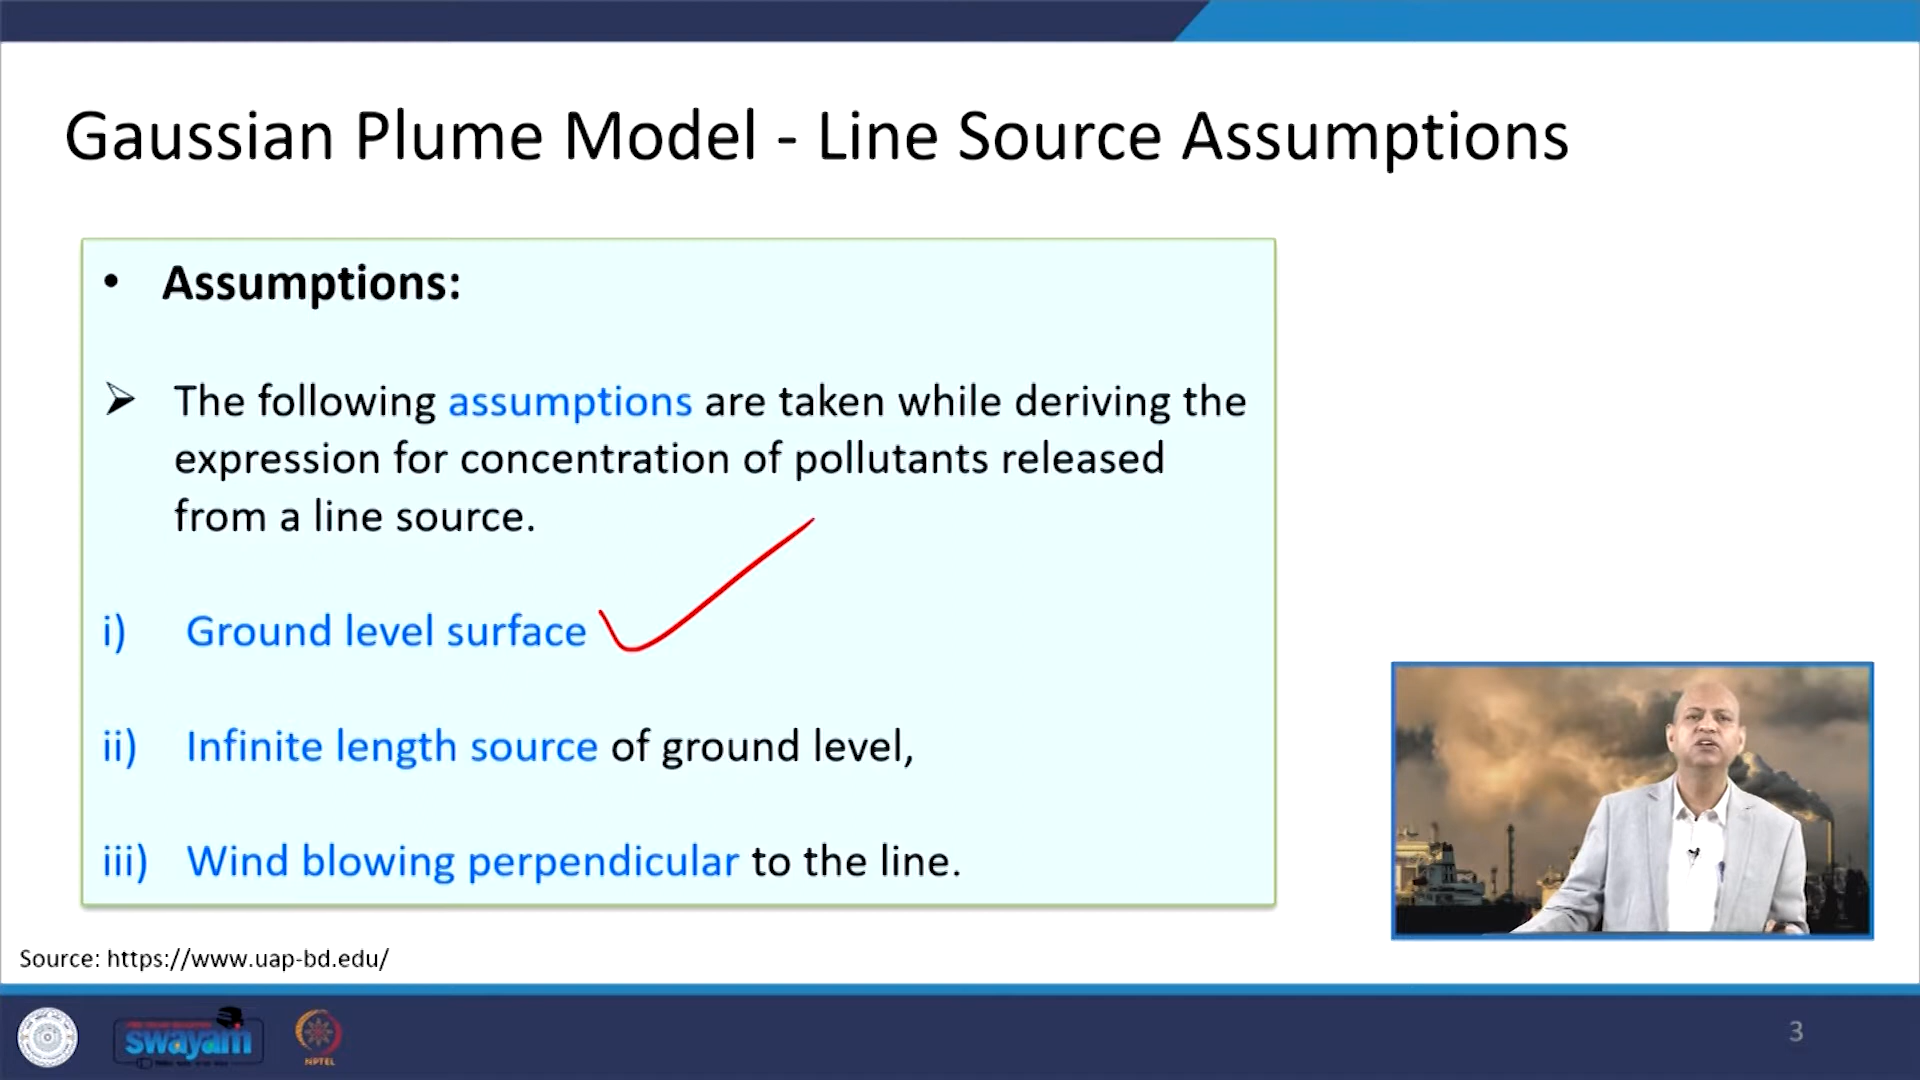 Gaussian Plume Model - Line Source Assumptions
• Assumptions:
➢ The following assumptions are taken while deriving the
expression for concentration of pollutants released
from a line source.
i) Ground level surface
ii) Infinite length source of ground level,
iii) Wind blowing perpendicular to the line.
Source: https://www.uap-bd.edu/
swayam
NPTEL
3